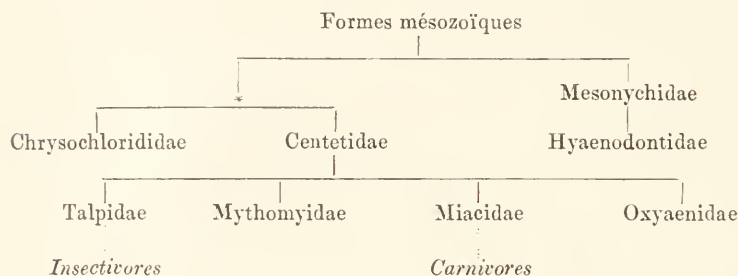 Formes mésozoïques
Mesonychidae
Chrysochlorididae Centetidae Hyaenodontidae
Talpidae Mythomyidae Miacidae Oxyaenidae
Insectivores Carnivores